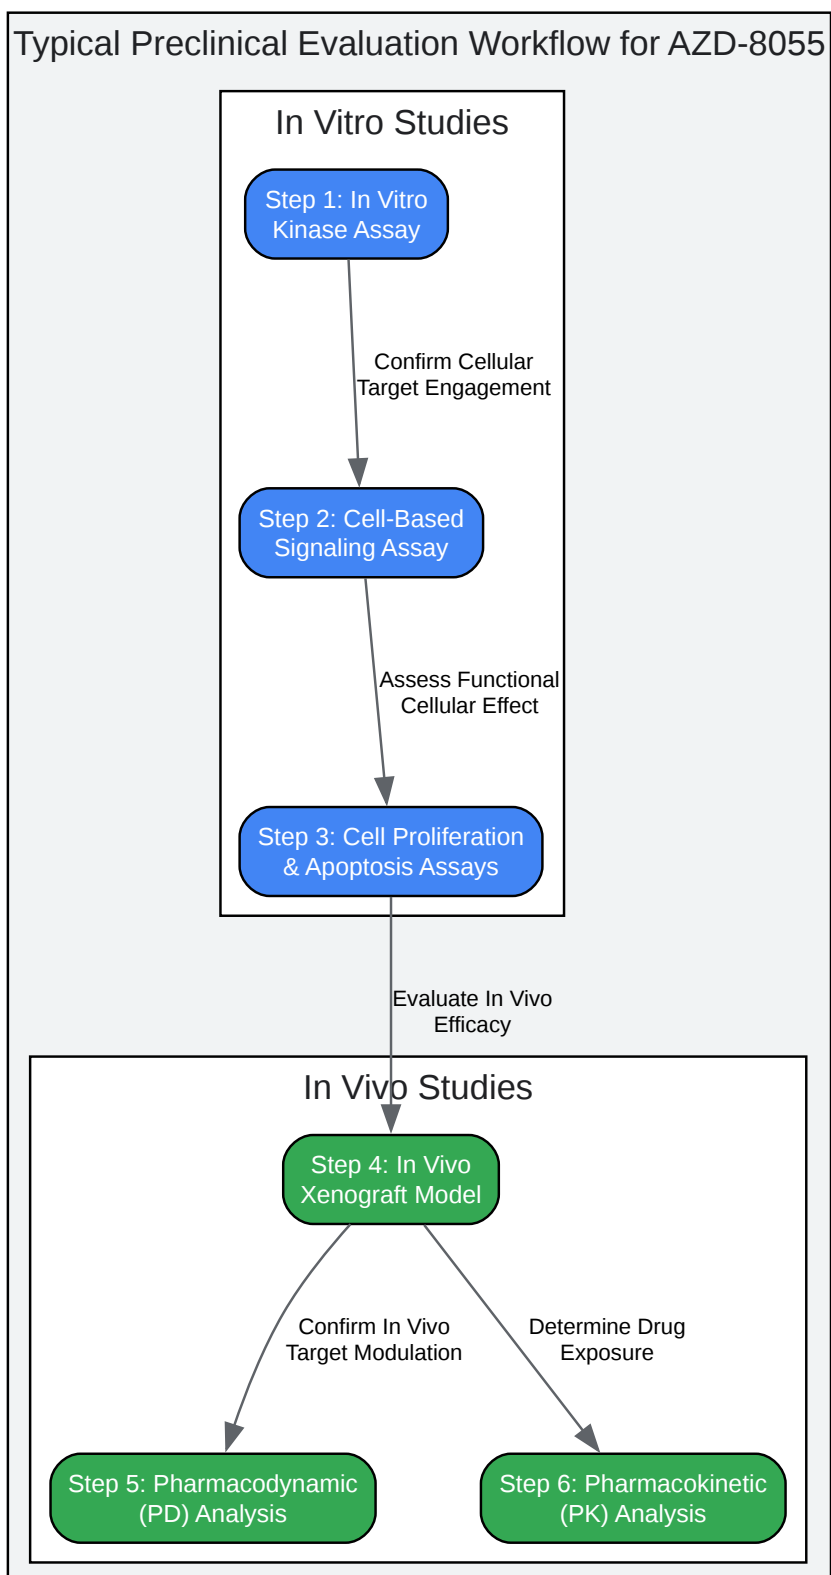 Typical Preclinical Evaluation Workflow for AZD-8055
In Vitro Studies
Step 1: In Vitro
Kinase Assay
Confirm Cellular
Target Engagement
Step 2: Cell-Based
Signaling Assay
Assess Functional
Cellular Effect
Step 3: Cell Proliferation
& Apoptosis Assays
Evaluate In Vivo
Efficacy
In Vivo Studies
Step 4: In Vivo
Xenograft Model
Confirm In Vivo
Target Modulation
Determine Drug
Exposure
Step 5: Pharmacodynamic
(PD) Analysis
Step 6: Pharmacokinetic
(PK) Analysis